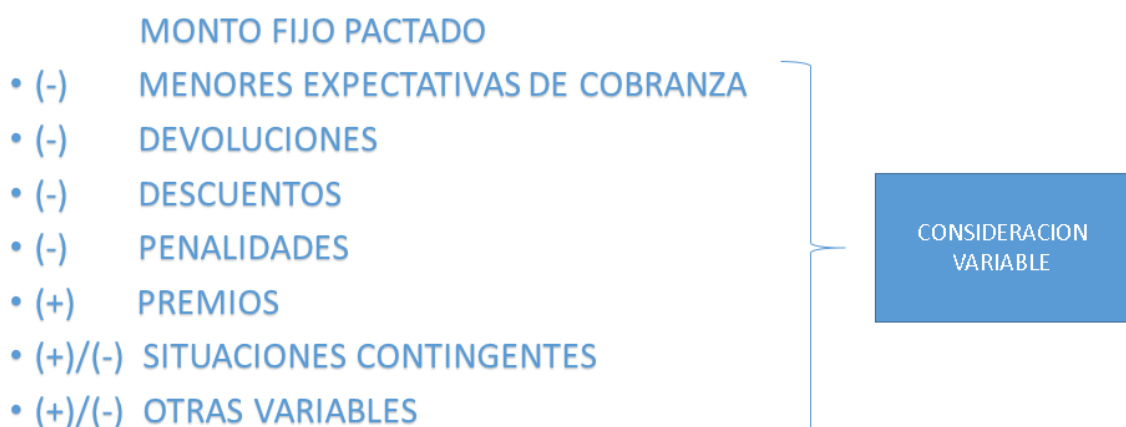 MONTO FIJO PACTADO
• (-) MENORES EXPECTATIVAS DE COBRANZA
• (-) DEVOLUCIONES
• (-) DESCUENTOS
• (-) PENALIDADES
• (+) PREMIOS
• (+)/(-) SITUACIONES CONTINGENTES
• (+)/(-) OTRAS VARIABLES
CONSIDERACION
VARIABLE